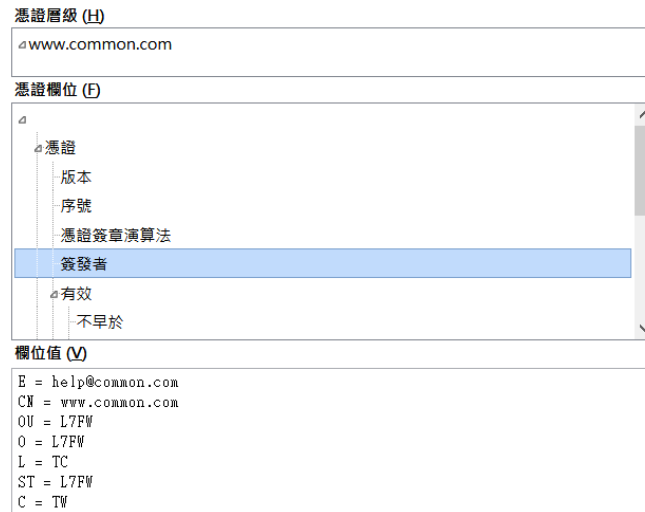 憑證層級 (H)
www.common.com
憑證欄位 (F)
憑證
版本
序號
憑證簽章演算法
簽發者
有效
不早於
欄位值 (V)
E = help@common.com
CN = www.common.com
OU = L7FW
O = L7FW
L = TC
ST = L7FW
C = TW